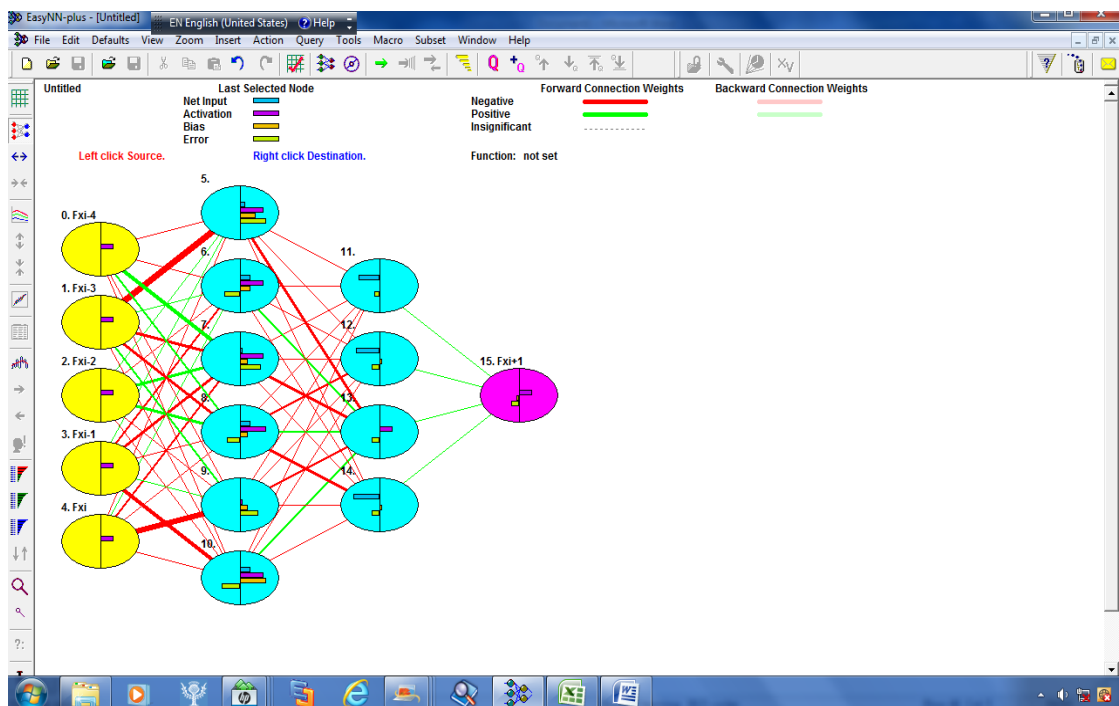 EasyNN-plus - [Untitled]
EN English (United States) ? Help
File Edit Defaults View Zoom Insert Action Query Tools Macro Subset Window Help
Untitled
Last Selected Node
Forward Connection Weights
Backward Connection Weights
Net Input
Negative
Activation
Positive
Bias
Insignificant
Error
Left click Source.
Right click Destination.
Function: not set
5.
0. Fxi-4
6.
11.
1. Fxi-3
7.
12.
2. Fxi-2
15. Fxi+1
8.
13.
3. Fxi-1
9.
14.
4. Fxi
10.